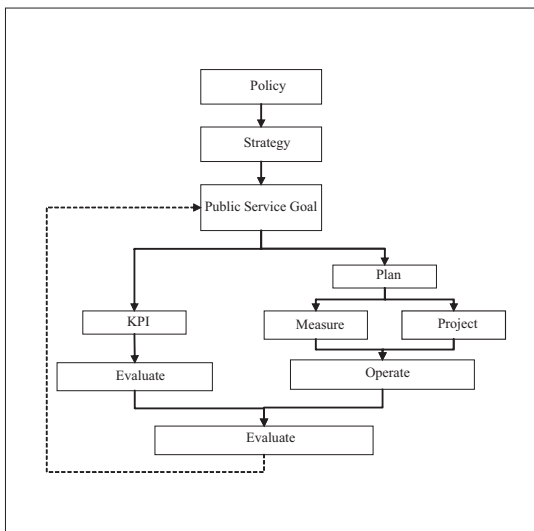 Policy
Strategy
Public Service Goal
Plan
KPI
Measure
Project
Evaluate
Operate
Evaluate